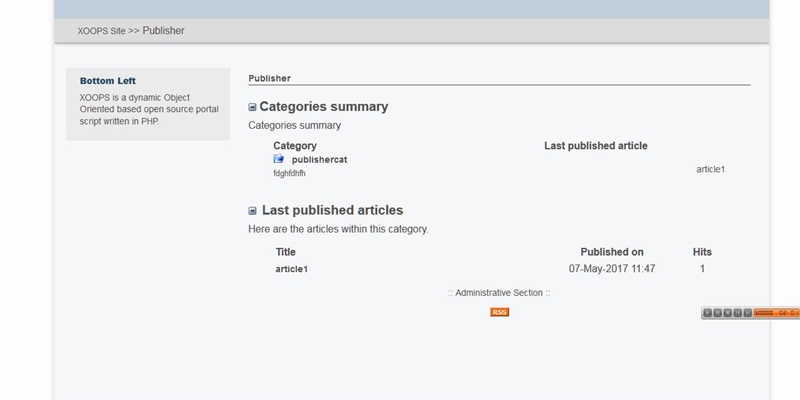 XOOPS Site >> Publisher
Bottom Left
XOOPS is a dynamic Object
Oriented based open source portal
script written in PHP.
Publisher
Categories summary
Categories summary
Category Last published article
publishercat
fdghfdhfh
article1
Last published articles
Here are the articles within this category.
Title Published on Hits
article1 07-May-2017 11:47 1
:: Administrative Section ::
RSS